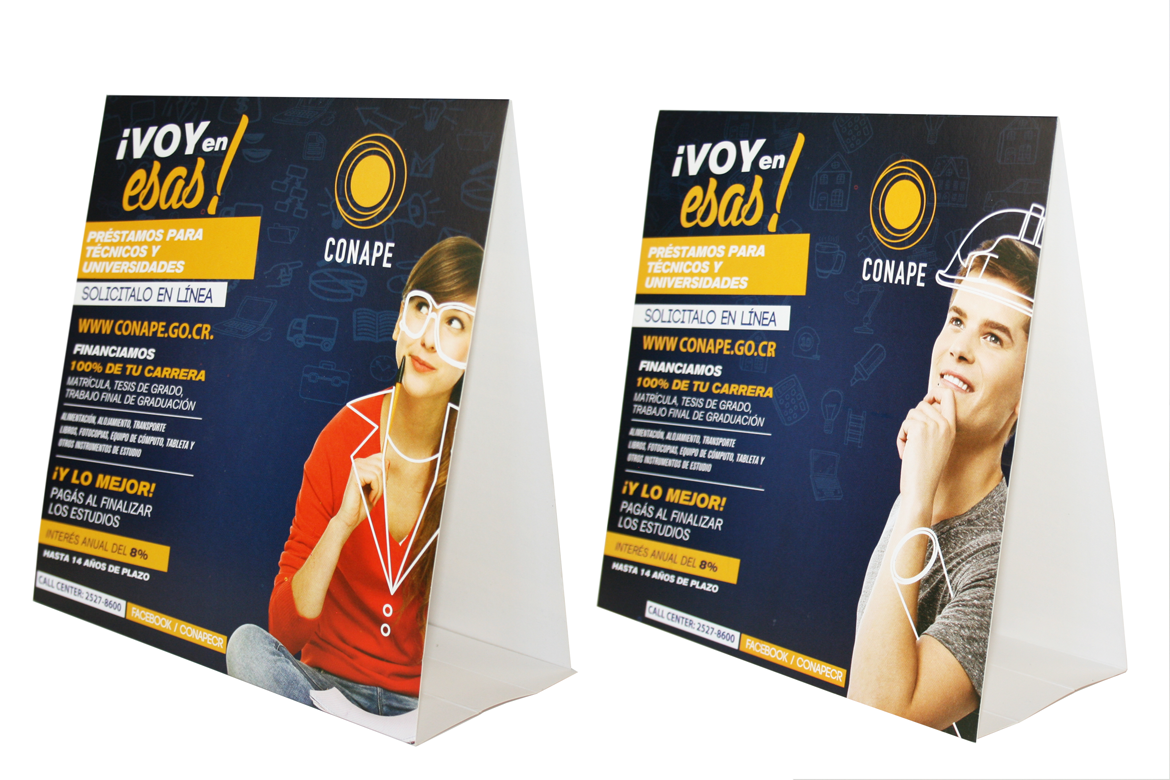 ¡VOY en
esas!
CONAPE
PRÉSTAMOS PARA
TÉCNICOS Y
UNIVERSIDADES
SOLICITALO EN LÍNEA
WWW.CONAPE.GO.CR.
FINANCIAMOS
100% DE TU CARRERA
MATRÍCULA, TESIS DE GRADO,
TRABAJO FINAL DE GRADUACIÓN
ALIMENTACIÓN, ALOJAMIENTO, TRANSPORTE
LIBROS, FOTOCOPIAS, EQUIPO DE CÓMPUTO, TABLETA Y
OTROS INSTRUMENTOS DE ESTUDIO
¡Y LO MEJOR!
PAGÁS AL FINALIZAR
LOS ESTUDIOS
INTERÉS ANUAL DEL 8%
HASTA 14 AÑOS DE PLAZO
CALL CENTER: 2527-8600
FACEBOOK / CONAPECR
¡VOY en
esas!
CONAPE
PRÉSTAMOS PARA
TÉCNICOS Y
UNIVERSIDADES
SOLICITALO EN LÍNEA
WWW.CONAPE.GO.CR
FINANCIAMOS
100% DE TU CARRERA
MATRÍCULA, TESIS DE GRADO,
TRABAJO FINAL DE GRADUACIÓN
ALIMENTACIÓN, ALOJAMIENTO, TRANSPORTE
LIBROS, FOTOCOPIAS, EQUIPO DE CÓMPUTO, TABLETA Y
OTROS INSTRUMENTOS DE ESTUDIO
¡Y LO MEJOR!
PAGÁS AL FINALIZAR
LOS ESTUDIOS
INTERÉS ANUAL DEL 8%
HASTA 14 AÑOS DE PLAZO
CALL CENTER: 2527-8600
FACEBOOK / CONAPECR